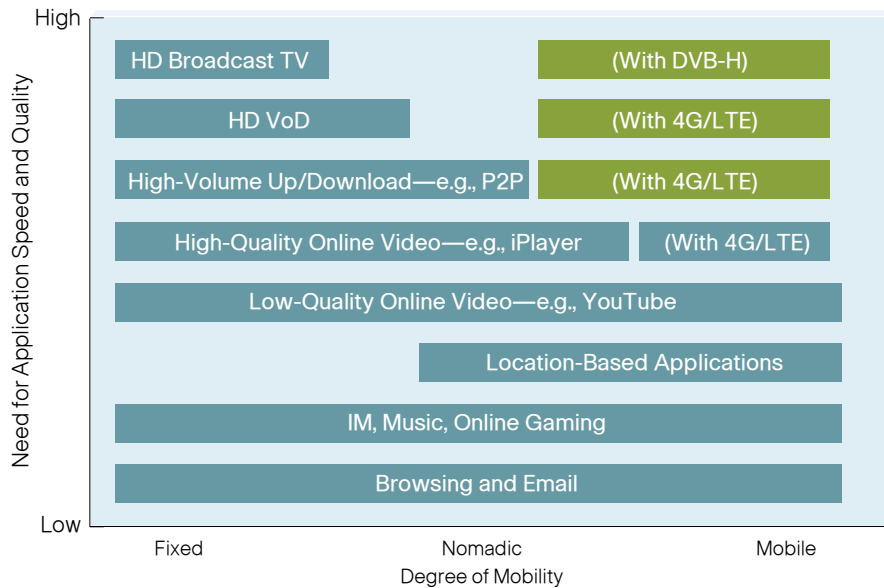 High
HD Broadcast TV
(With DVB-H)
HD VoD
(With 4G/LTE)
High-Volume Up/Download—e.g., P2P
(With 4G/LTE)
High-Quality Online Video—e.g., iPlayer
(With 4G/LTE)
Low-Quality Online Video—e.g., YouTube
Location-Based Applications
IM, Music, Online Gaming
Browsing and Email
Low
Need for Application Speed and Quality
Fixed
Nomadic
Mobile
Degree of Mobility